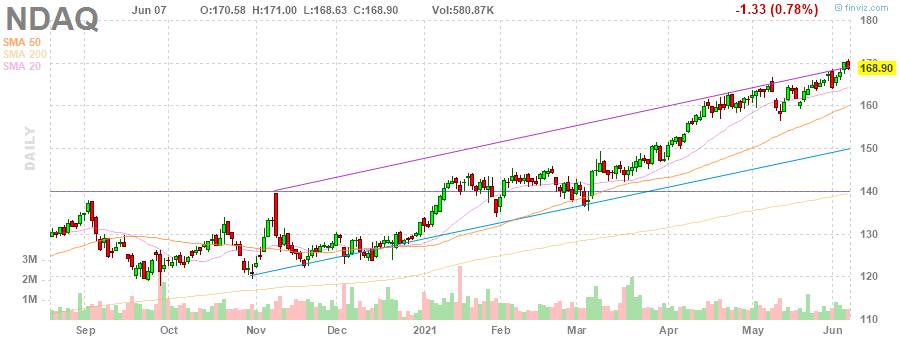 NDAQ Jun 07 O:170.58 H:171.00 L:168.63 C:168.90 Vol:580.87K -1.33 (0.78%) © finviz.com
SMA 50
SMA 200
SMA 20
DAILY
180
170
168.90
160
150
140
130
120
110
3M
2M
1M
Sep Oct Nov Dec 2021 Feb Mar Apr May Jun